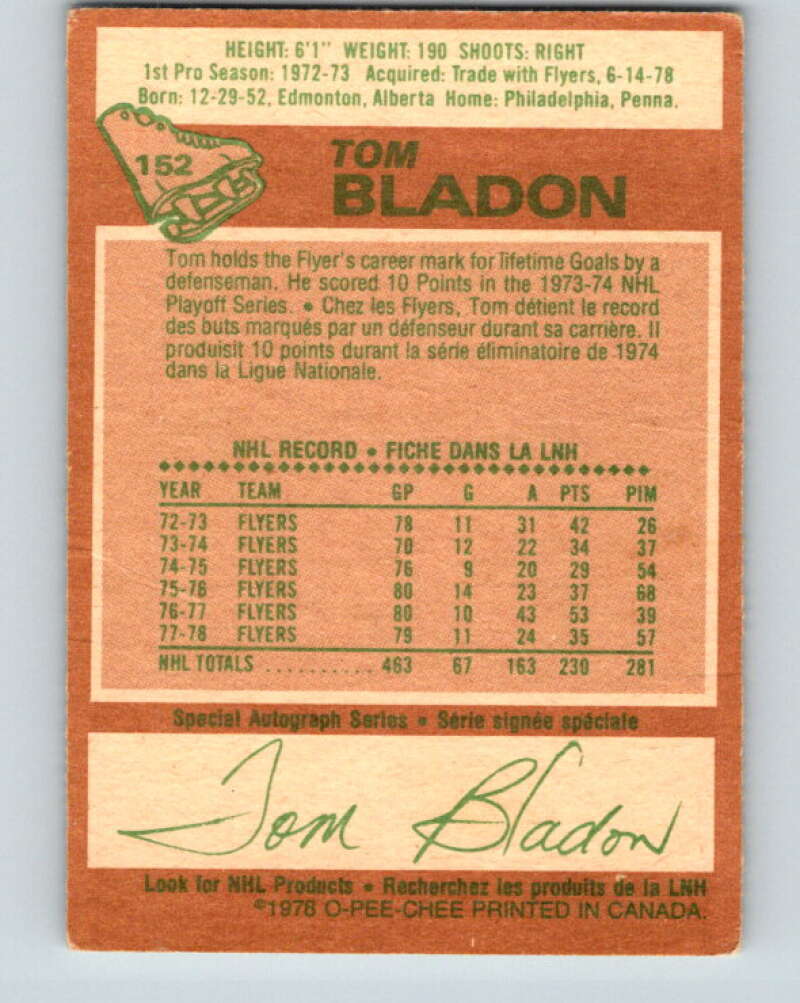 HEIGHT: 6'1" WEIGHT: 190 SHOOTS: RIGHT
1st Pro Season: 1972-73 Acquired: Trade with Flyers, 6-14-78
Born: 12-29-52, Edmonton, Alberta Home: Philadelphia, Penna.
152
TOM
BLADON
Tom holds the Flyer's career mark for lifetime Goals by a
defenseman. He scored 10 Points in the 1973-74 NHL
Playoff Series. • Chez les Flyers, Tom détient le record
des buts marqués par un défenseur durant sa carrière. Il
produisit 10 points durant la série éliminatoire de 1974
dans la Ligue Nationale.
NHL RECORD • FICHE DANS LA LNH
YEAR TEAM GP G A PTS PIM
72-73 FLYERS 78 11 31 42 26
73-74 FLYERS 70 12 22 34 37
74-75 FLYERS 76 9 20 29 54
75-76 FLYERS 80 14 23 37 68
76-77 FLYERS 80 10 43 53 39
77-78 FLYERS 79 11 24 35 57
NHL TOTALS .......... 463 67 163 230 281
Special Autograph Series • Série signée spéciale
Tom Bladon
Look for NHL Products • Recherchez les produits de la LNH
©1978 O-PEE-CHEE PRINTED IN CANADA.